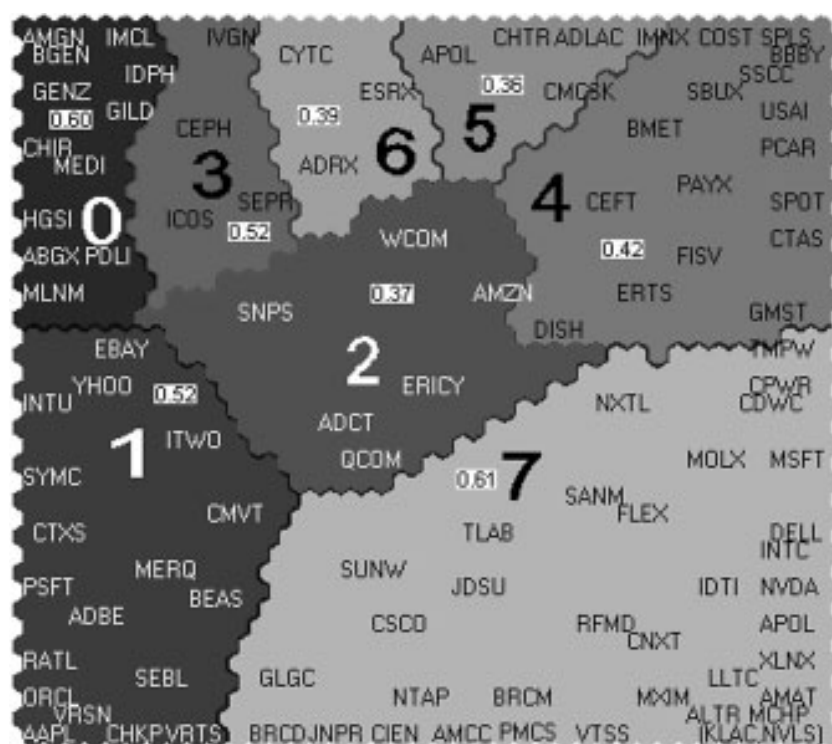 AMGN IMCL IVGN CYTC APOL CHTR ADLAC IMNX COST SPLS
BGEN BBBY
IDPH SSCC
GENZ ESRX 0.36 CMCSK SBUX
GILD USAI
0.60 0.39
CEPH BMET
CHIR PCAR
MEDI ADRX 6 5
3 PAYX
SEPR 4 CEFT SPOT
HGSI 0 ICOS
0.52 WCOM CTAS
ABGX PDLI 0.42 FISV
MLNM 0.37 AMZN ERTS
SNPS GMST
DISH
EBAY 2 TMPW
YHOO 0.52 ERICY CPWR
INTU NXTL CDWC
ADCT
1 ITWO
QCOM 7 MOLX MSFT
SYMC 0.61
SANM
CMVT FLEX
CTXS TLAB DELL
INTC
MERQ SUNW
PSFT JDSU IDTI NVDA
BEAS
ADBE CSCO RFMD APOL
CNXT
RATL XLNX
SEBL GLGC LLTC
ORCL NTAP BRCM MXIM AMAT
VRSN ALTR MCHP
AAPL CHKP VRTS BRCD JNPR CIEN AMCC PMCS VTSS [KLAC,NVLS]